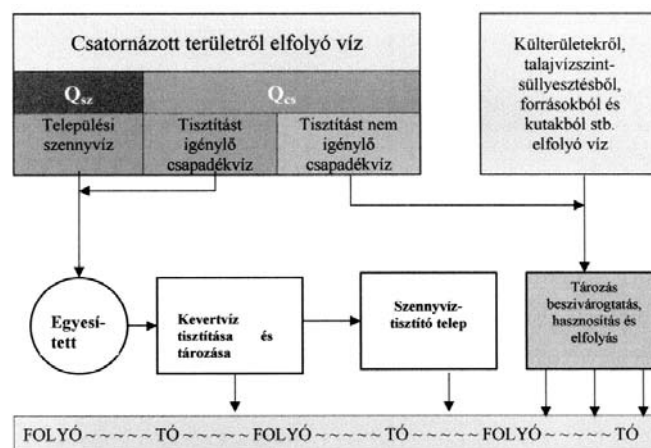 Csatornázott területről elfolyó víz
Q_sz
Q_cs
Települési
szennyvíz
Tisztítást
igénylő
csapadékvíz
Tisztítást nem
igénylő
csapadékvíz
Külterületekről,
talajvízszint-
süllyesztésből,
forrásokból és
kutakból stb.
elfolyó víz
Egyesí-
tett
Kevertvíz
tisztítása és
tározása
Szennyvíz-
tisztító telep
Tározás
beszivárogtatás,
hasznosítás és
elfolyás
FOLYÓ ~ ~ ~ ~ ~ TÓ ~ ~ ~ ~ ~ FOLYÓ ~ ~ ~ ~ ~ TÓ ~ ~ ~ ~ ~ FOLYÓ ~ ~ ~ ~ ~ TÓ